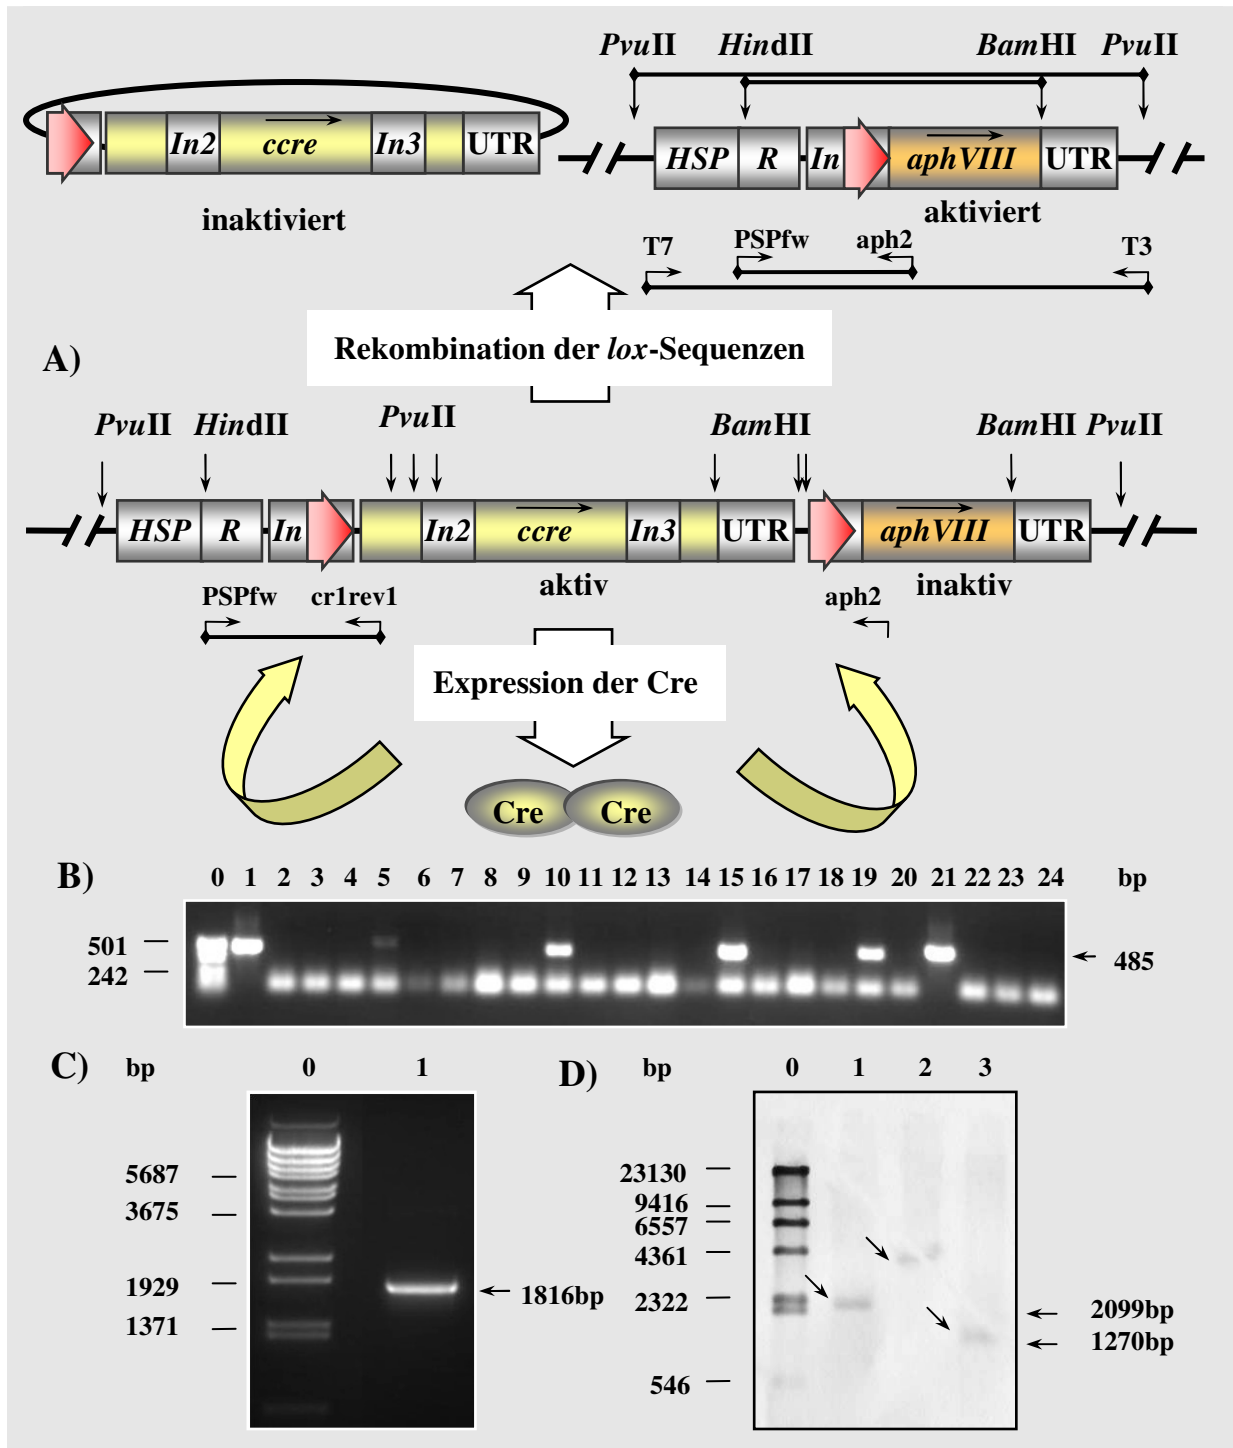 PvuII HindII BamHI PvuII
In2 ccre In3 UTR
HSP R In aphVIII UTR
inaktiviert
aktiviert
T7 PSPfw aph2 T3
Rekombination der lox-Sequenzen
A)
PvuII HindII PvuII BamHI BamHI PvuII
HSP R In In2 ccre In3 UTR aphVIII UTR
aktiv inaktiv
PSPfw cr1rev1 aph2
Expression der Cre
Cre Cre
B) 0 1 2 3 4 5 6 7 8 9 10 11 12 13 14 15 16 17 18 19 20 21 22 23 24 bp
501
242
485
C) bp 0 1
5687
3675
1929
1371
1816bp
D) bp 0 1 2 3
23130
9416
6557
4361
2322
546
2099bp
1270bp